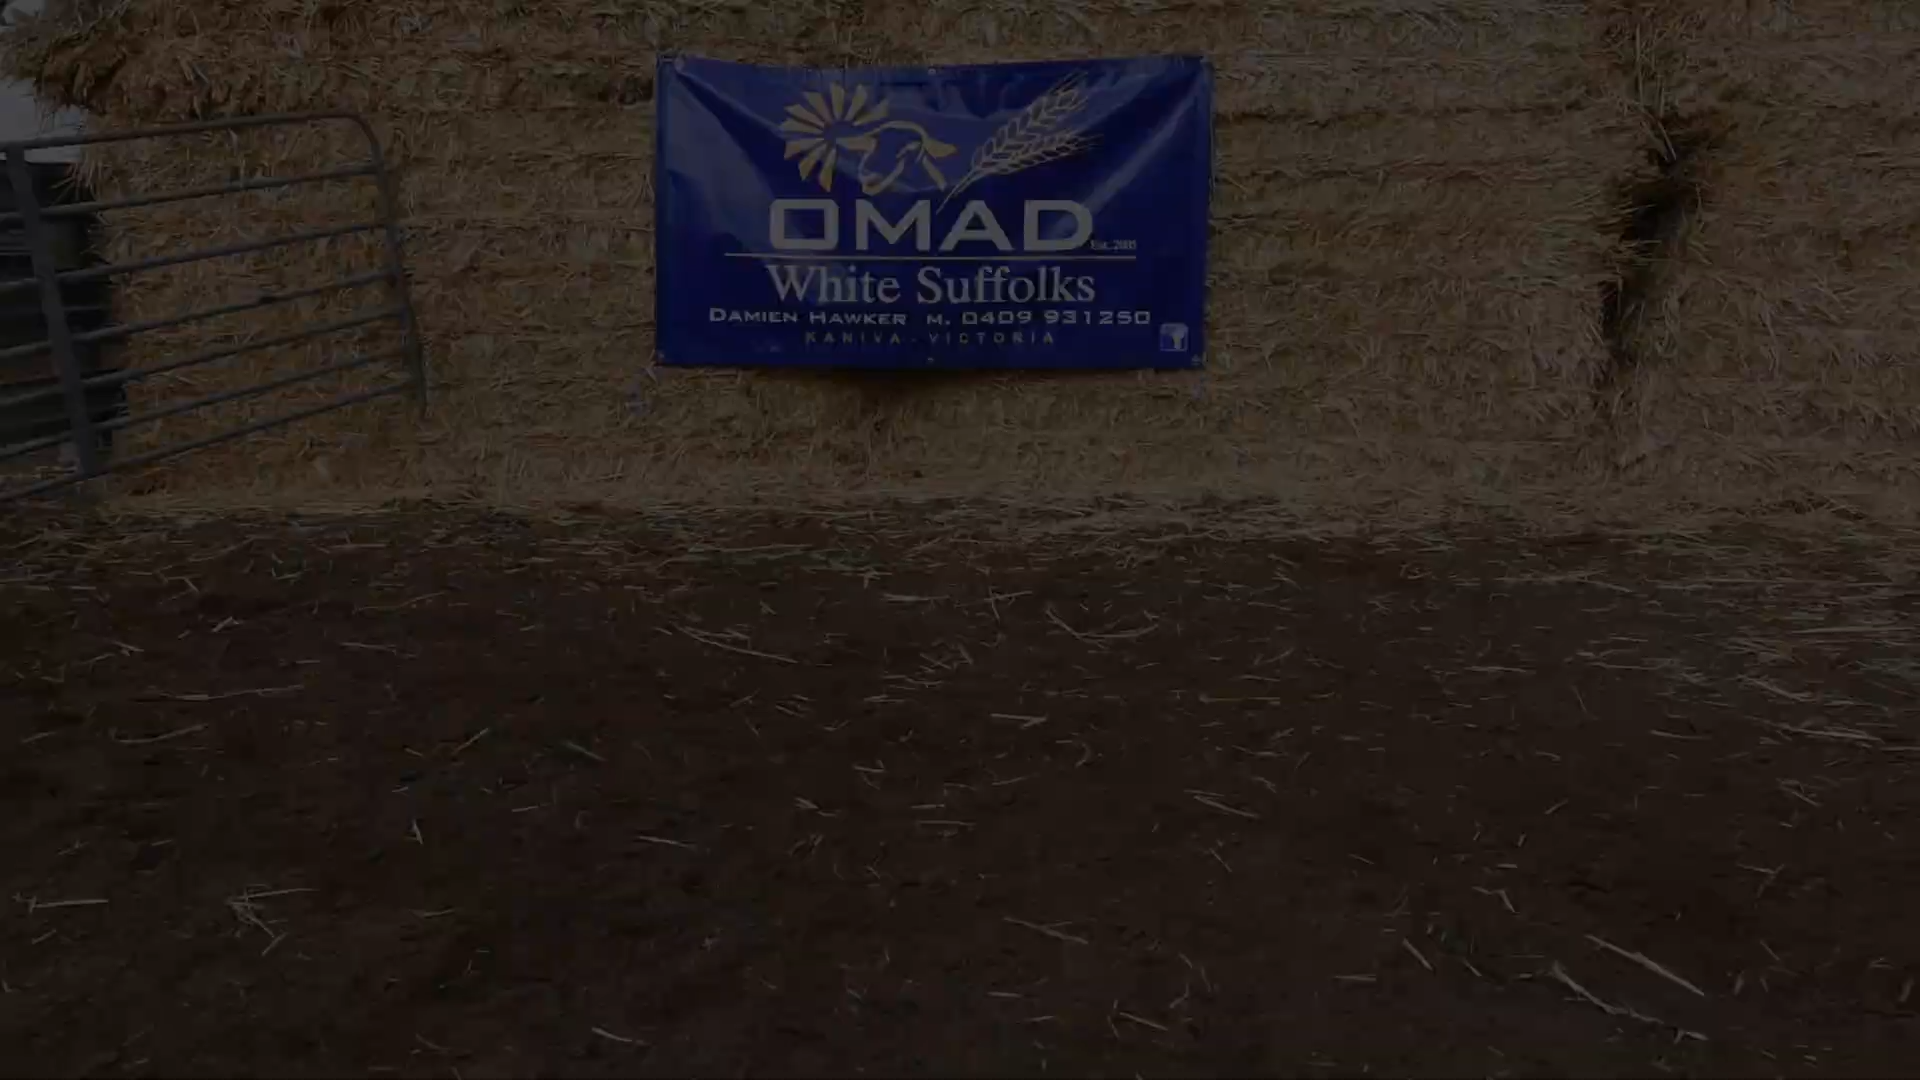 OMAD Est. 2005
White Suffolks
DAMIEN HAWKER M. 0409 931250
KANIVA - VICTORIA